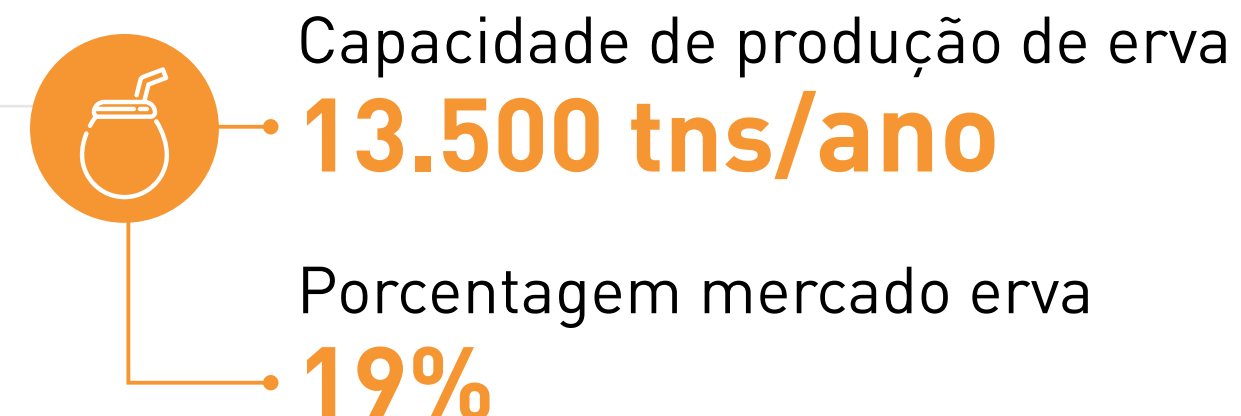 Capacidade de produção de erva
13.500 tns/ano
Porcentagem mercado erva
19%